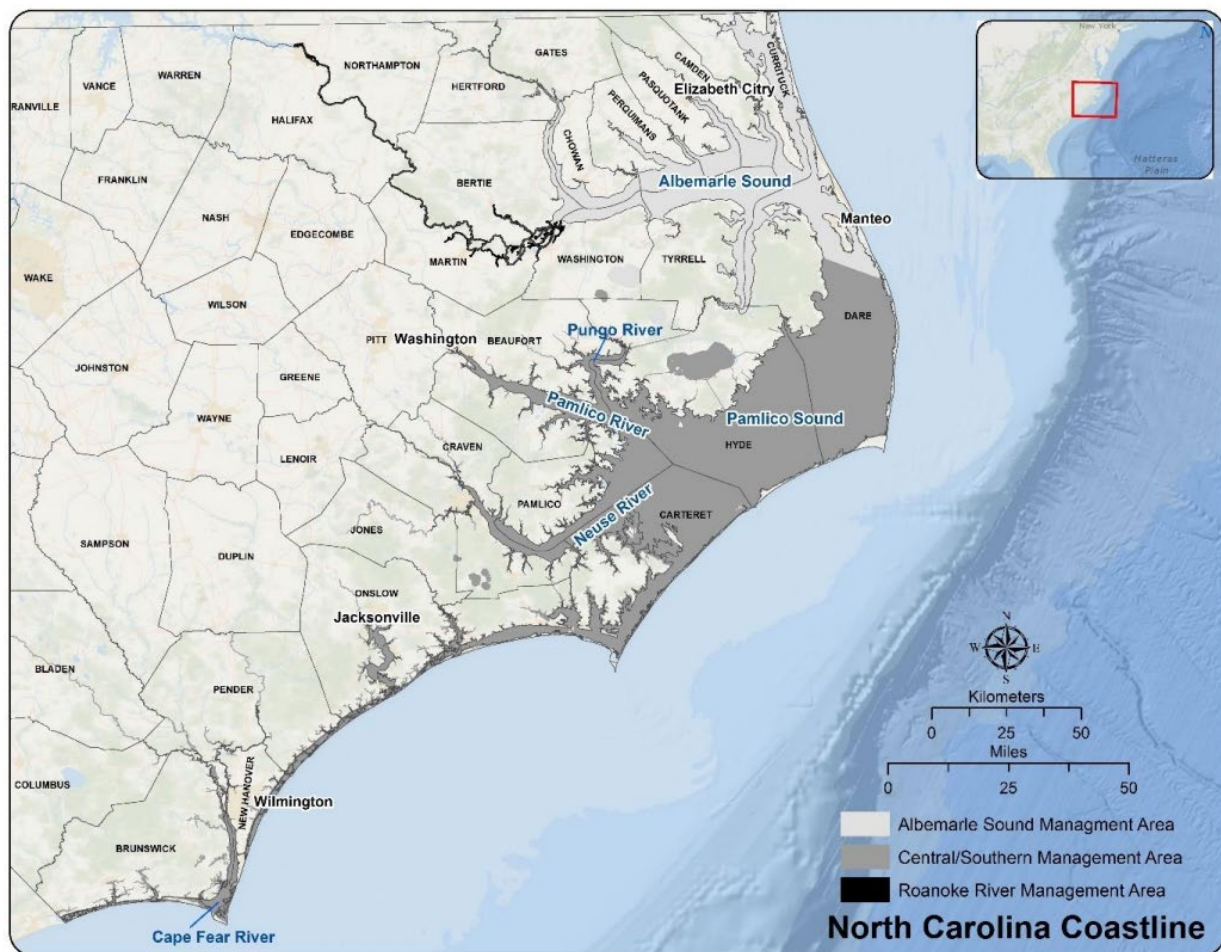 New York
N
Hatteras
Plain
GATES
CAMDEN
CURRITUCK
NORTHAMPTON
PASQUOTANK
WARREN
VANCE
HERTFORD
Elizabeth Citry
RANVILLE
PERQUIMANS
HALIFAX
CHOWAN
FRANKLIN
BERTIE
Albemarle Sound
NASH
Manteo
EDGECOMBE
MARTIN
WASHINGTON
TYRRELL
WAKE
WILSON
DARE
Pungo River
PITT
Washington
BEAUFORT
JOHNSTON
GREENE
Pamlico River
Pamlico Sound
WAYNE
CRAVEN
HYDE
LENOIR
PAMLICO
Neuse River
CARTERET
JONES
SAMPSON
DUPLIN
ONSLOW
Jacksonville
BLADEN
PENDER
N
W
E
S
Kilometers
0 25 50
Miles
0 25 50
COLUMBUS
NEW HANOVER
Wilmington
BRUNSWICK
Cape Fear River
Albemarle Sound Managment Area
Central/Southern Management Area
Roanoke River Management Area
North Carolina Coastline